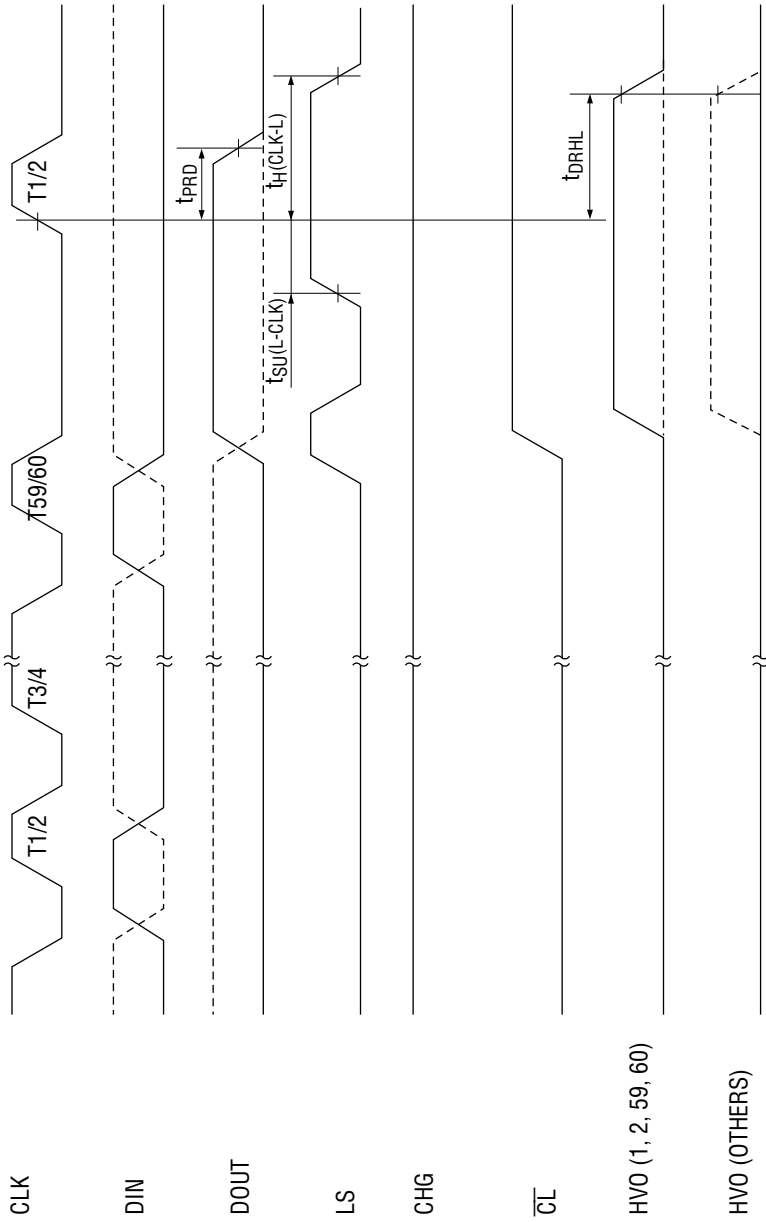 CLK
T1/2
T3/4
T59/60
T1/2
DIN
DOUT
tPRD
LS
tSU(L-CLK)
tH(CLK-L)
CHG
C̅L̅
HVO (1, 2, 59, 60)
tDRHL
HVO (OTHERS)